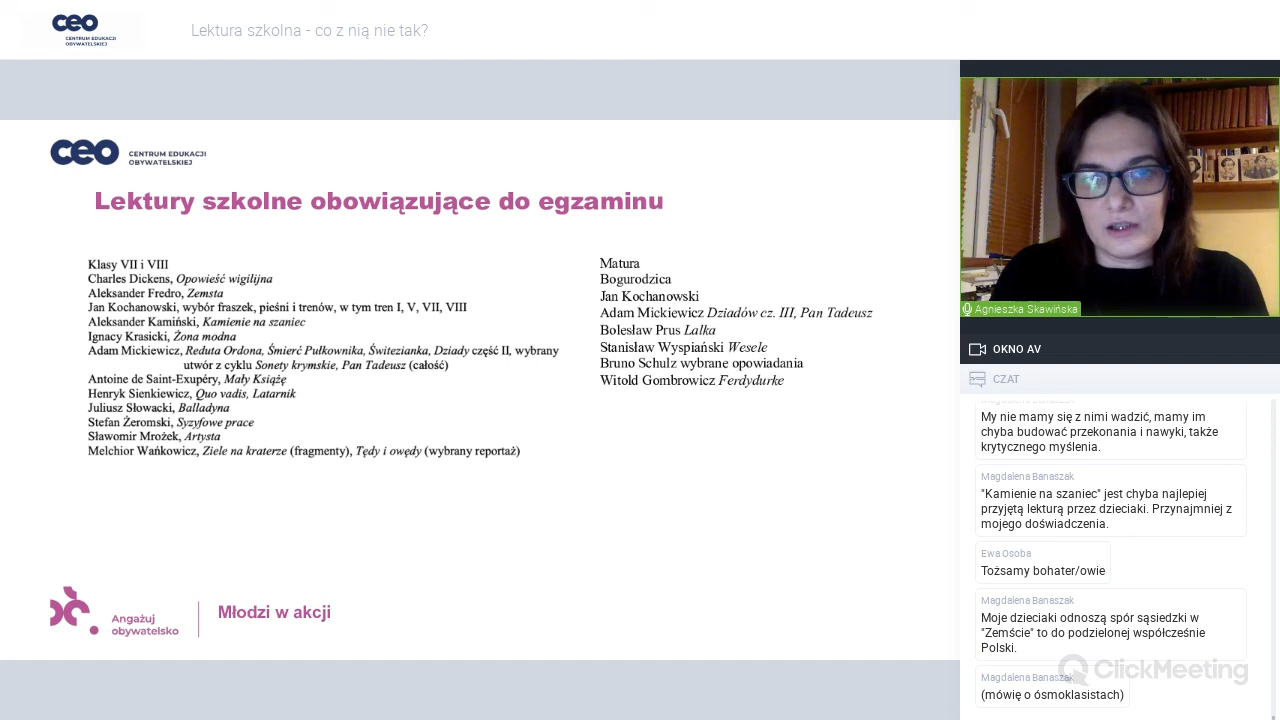 ceo
CENTRUM EDUKACJI
OBYWATELSKIEJ
Lektura szkolna - co z nią nie tak?
ceo
CENTRUM EDUKACJI
OBYWATELSKIEJ
Lektury szkolne obowiązujące do egzaminu
Klasy VII i VIII
Charles Dickens, Opowieść wigilijna
Aleksander Fredro, Zemsta
Jan Kochanowski, wybór fraszek, pieśni i trenów, w tym tren I, V, VII, VIII
Aleksander Kamiński, Kamienie na szaniec
Ignacy Krasicki, Żona modna
Adam Mickiewicz, Reduta Ordona, Śmierć Pułkownika, Świtezianka, Dziady część II, wybrany
utwór z cyklu Sonety krymskie, Pan Tadeusz (całość)
Antoine de Saint-Exupéry, Mały Książę
Henryk Sienkiewicz, Quo vadis, Latarnik
Juliusz Słowacki, Balladyna
Stefan Żeromski, Syzyfowe prace
Sławomir Mrożek, Artysta
Melchior Wańkowicz, Ziele na kraterze (fragmenty), Tędy i owędy (wybrany reportaż)
Matura
Bogurodzica
Jan Kochanowski
Adam Mickiewicz Dziadów cz. III, Pan Tadeusz
Bolesław Prus Lalka
Stanisław Wyspiański Wesele
Bruno Schulz wybrane opowiadania
Witold Gombrowicz Ferdydurke
Angażuj
obywatelsko
Młodzi w akcji
Agnieszka Skawińska
OKNO AV
CZAT
Magdalena Banaszak
My nie mamy się z nimi wadzić, mamy im
chyba budować przekonania i nawyki, także
krytycznego myślenia.
Magdalena Banaszak
"Kamienie na szaniec" jest chyba najlepiej
przyjętą lekturą przez dzieciaki. Przynajmniej z
mojego doświadczenia.
Ewa Osoba
Tożsamy bohater/owie
Magdalena Banaszak
Moje dzieciaki odnoszą spór sąsiedzki w
"Zemście" to do podzielonej współcześnie
Polski.
Magdalena Banaszak
(mówię o ósmoklasistach)
ClickMeeting